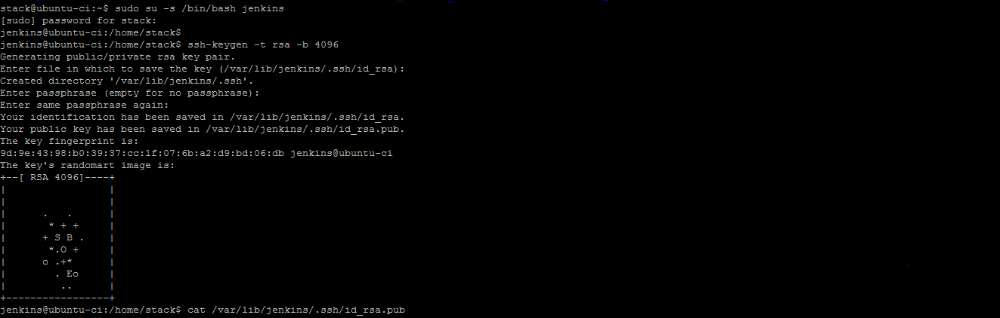 stack@ubuntu-ci:~$ sudo su -s /bin/bash jenkins
[sudo] password for stack:
jenkins@ubuntu-ci:/home/stack$
jenkins@ubuntu-ci:/home/stack$ ssh-keygen -t rsa -b 4096
Generating public/private rsa key pair.
Enter file in which to save the key (/var/lib/jenkins/.ssh/id_rsa):
Created directory '/var/lib/jenkins/.ssh'.
Enter passphrase (empty for no passphrase):
Enter same passphrase again:
Your identification has been saved in /var/lib/jenkins/.ssh/id_rsa.
Your public key has been saved in /var/lib/jenkins/.ssh/id_rsa.pub.
The key fingerprint is:
9d:9e:43:98:b0:39:37:cc:1f:07:6b:a2:d9:bd:06:db jenkins@ubuntu-ci
The key's randomart image is:
+--[ RSA 4096]----+
|                 |
|                 |
|      .   .      |
|       * + +     |
|      + S B .    |
|       *.O +     |
|      o .+*      |
|        . Eo     |
|         ..      |
+-----------------+
jenkins@ubuntu-ci:/home/stack$ cat /var/lib/jenkins/.ssh/id_rsa.pub